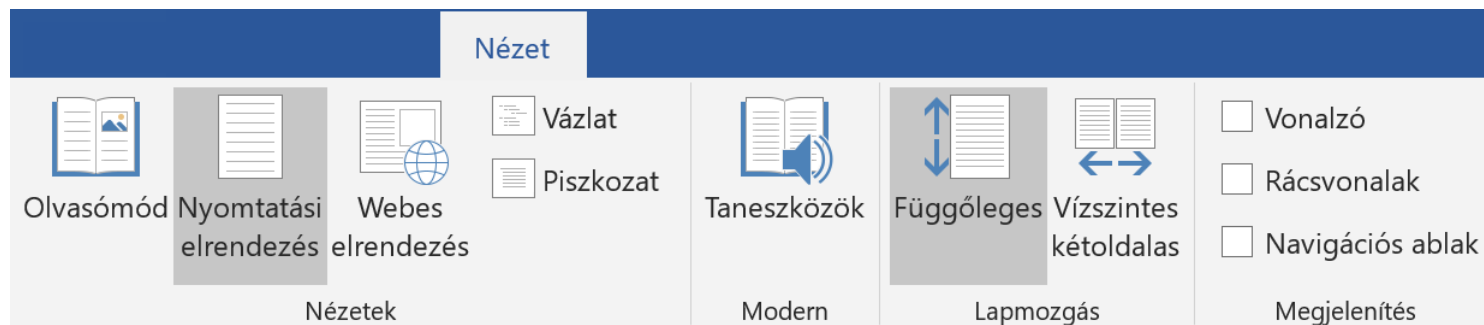 Nézet
Olvasómód
Nyomtatási
elrendezés
Webes
elrendezés
Vázlat
Piszkozat
Nézetek
Taneszközök
Modern
Függőleges
Vízszintes
kétoldalas
Lapmozgás
Vonalzó
Rácsvonalak
Navigációs ablak
Megjelenítés